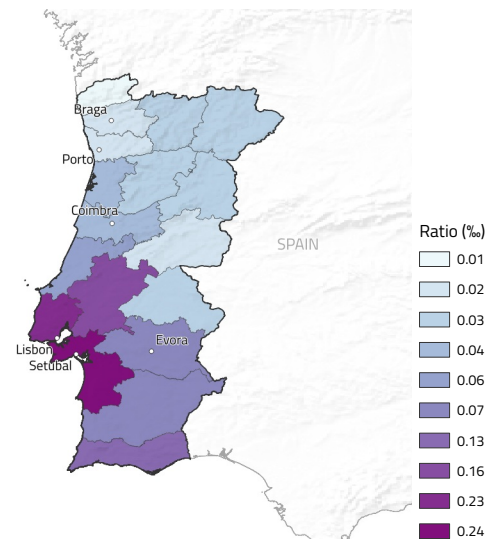 Braga
Porto
Coimbra
SPAIN
Evora
Lisbon
Setubal
Ratio (‰)
0.01
0.02
0.03
0.04
0.06
0.07
0.13
0.16
0.23
0.24